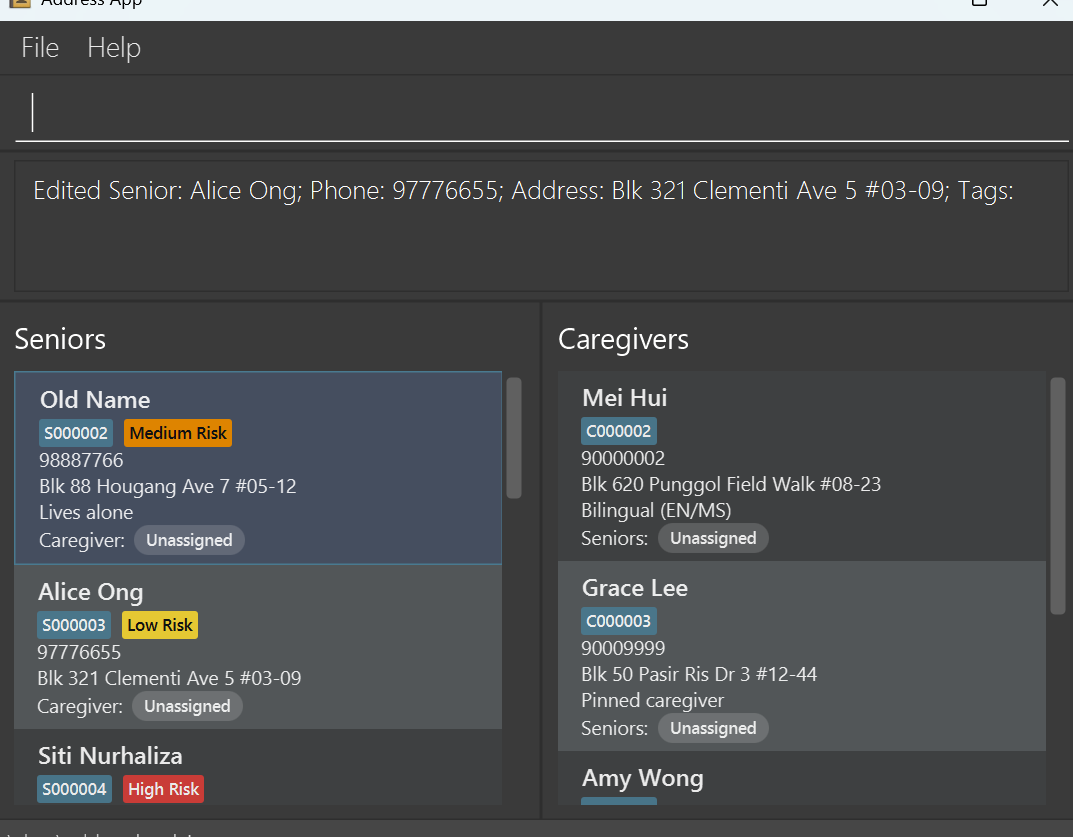 Address App
File Help
Edited Senior: Alice Ong; Phone: 97776655; Address: Blk 321 Clementi Ave 5 #03-09; Tags:
Seniors
Old Name
S000002 Medium Risk
98887766
Blk 88 Hougang Ave 7 #05-12
Lives alone
Caregiver: Unassigned
Alice Ong
S000003 Low Risk
97776655
Blk 321 Clementi Ave 5 #03-09
Caregiver: Unassigned
Siti Nurhaliza
S000004 High Risk
Caregivers
Mei Hui
C000002
90000002
Blk 620 Punggol Field Walk #08-23
Bilingual (EN/MS)
Seniors: Unassigned
Grace Lee
C000003
90009999
Blk 50 Pasir Ris Dr 3 #12-44
Pinned caregiver
Seniors: Unassigned
Amy Wong